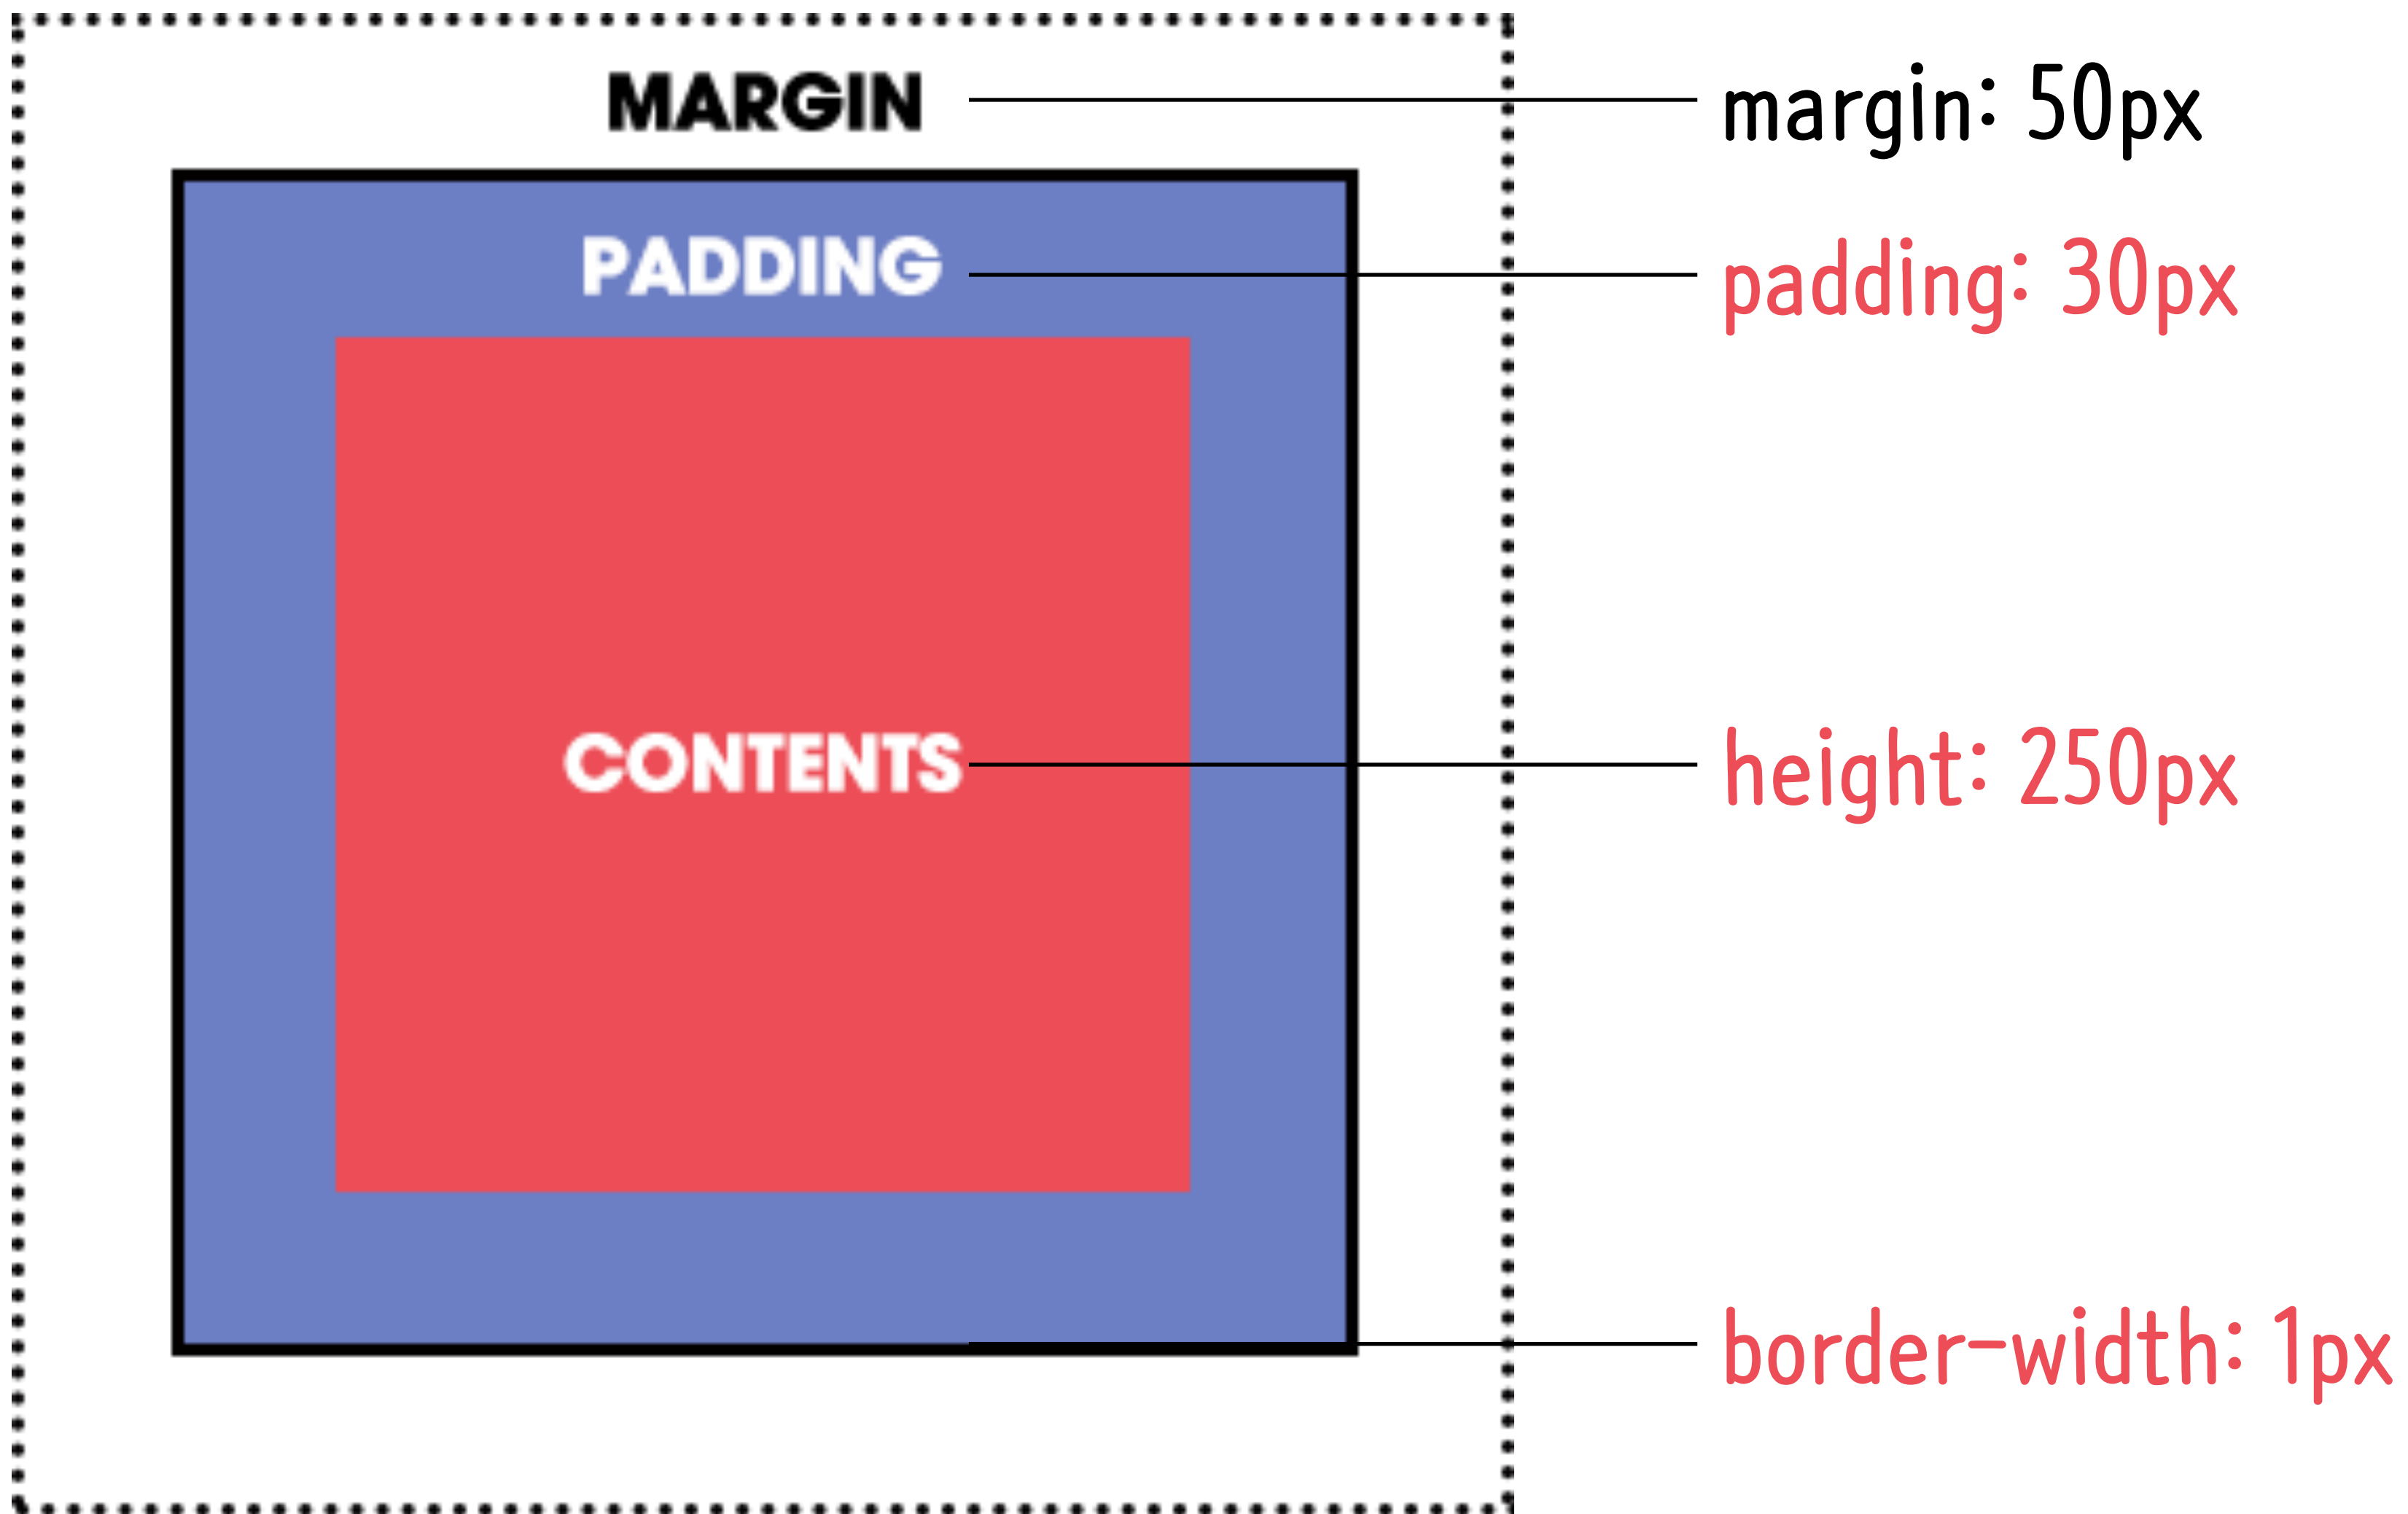 MARGIN
margin: 50px
PADDING
padding: 30px
CONTENTS
height: 250px
border-width: 1px